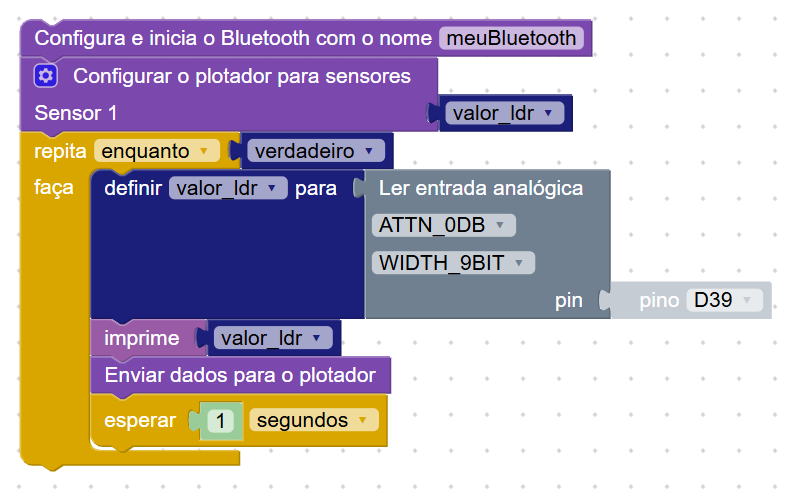 Configura e inicia o Bluetooth com o nome meuBluetooth
Configurar o plotador para sensores
Sensor 1 valor_ldr
repita enquanto verdadeiro
faça definir valor_ldr para Ler entrada analógica
ATTN_0DB
WIDTH_9BIT
pin pino D39
imprime valor_ldr
Enviar dados para o plotador
esperar 1 segundos